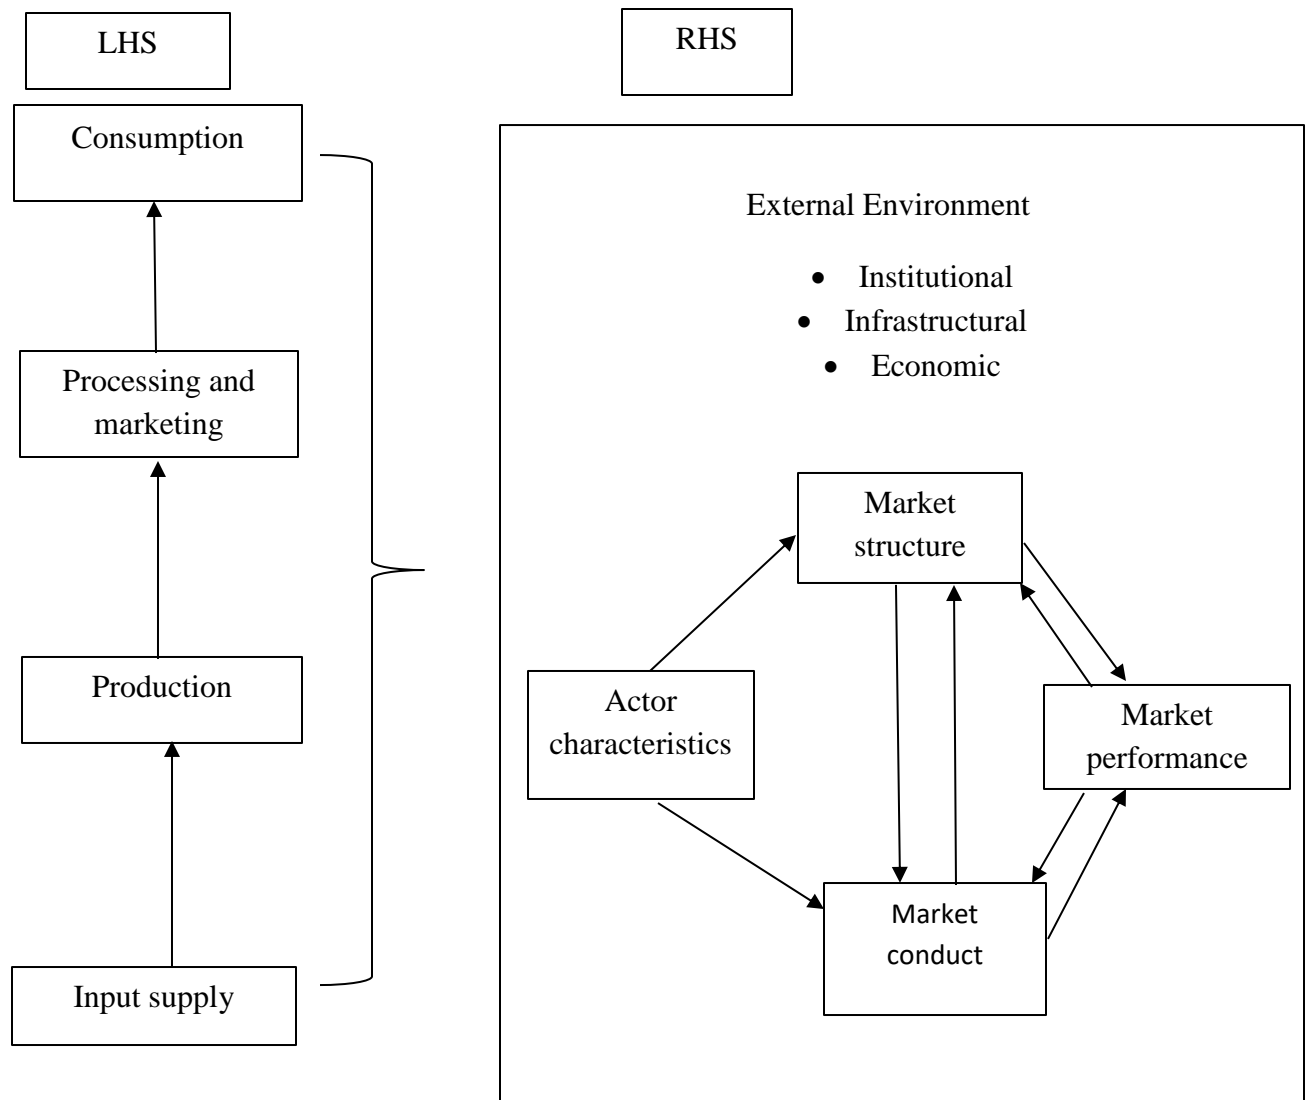 LHS
Consumption
Processing and
marketing
Production
Input supply
RHS
External Environment
• Institutional
• Infrastructural
• Economic
Market
structure
Actor
characteristics
Market
performance
Market
conduct